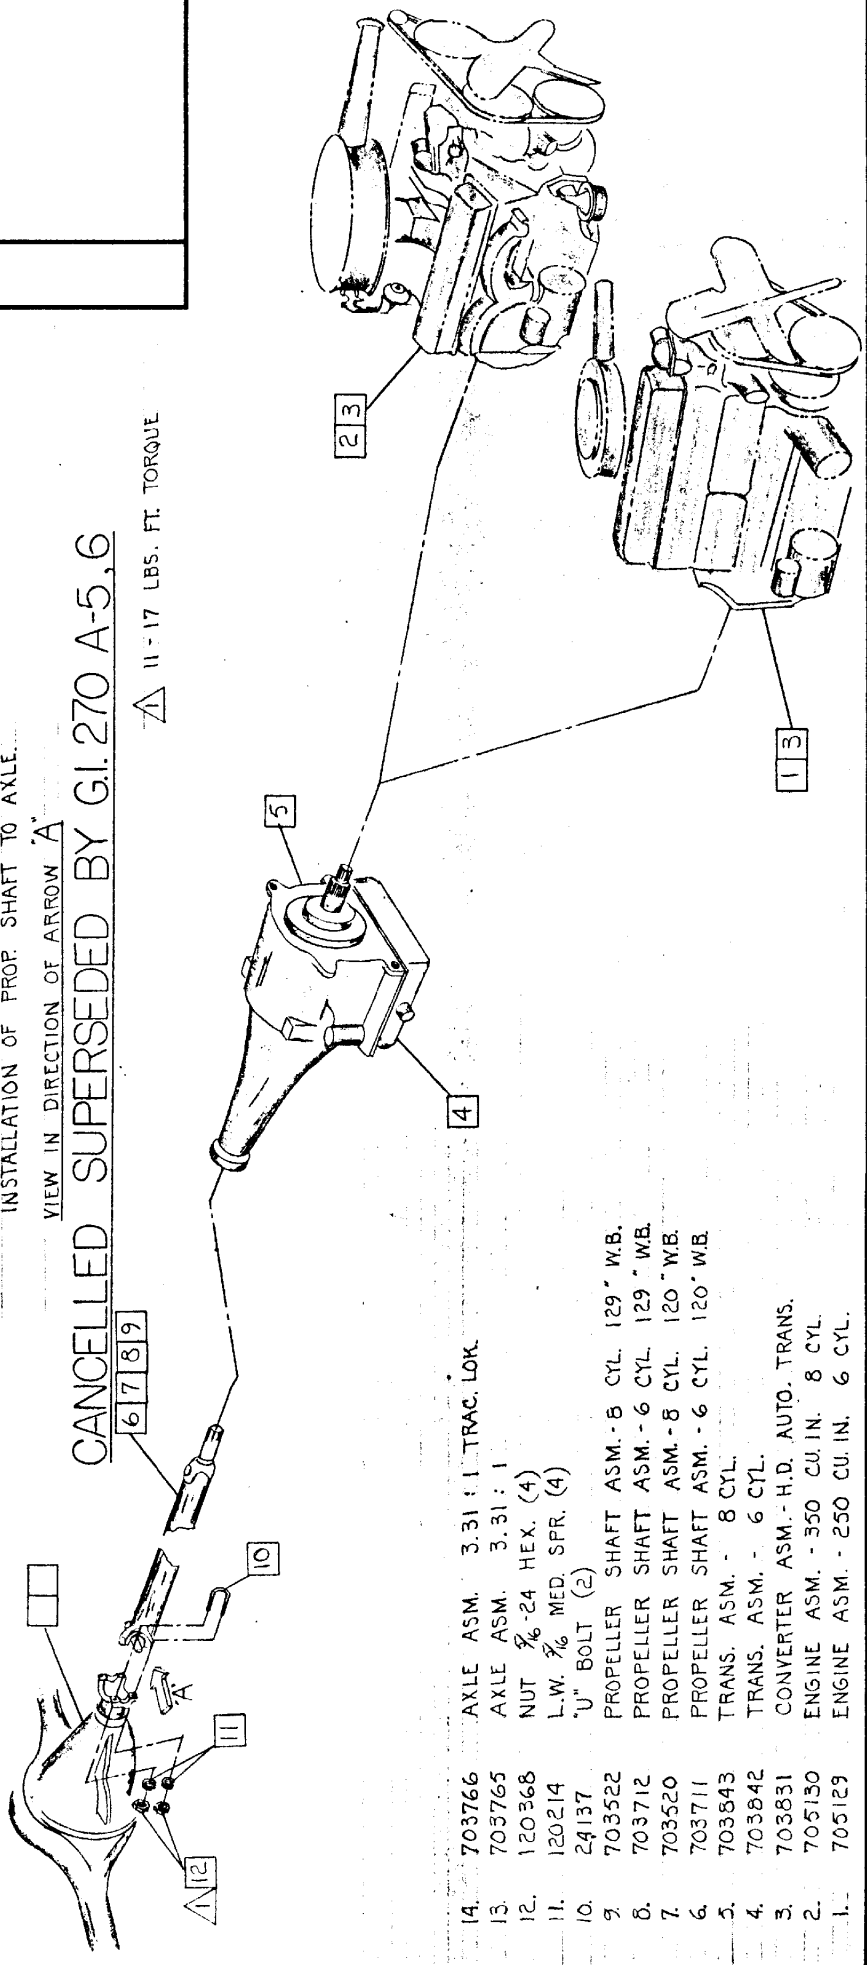 INSTALLATION OF PROP. SHAFT TO AXLE.
VIEW IN DIRECTION OF ARROW "A"
CANCELLED SUPERSEDED BY G.I. 270 A-5,6
1 11-17 LBS. FT. TORQUE
6 7 8 9
5
2 3
4
1 3
10
"A"
11
1 12
14. 703766 AXLE ASM. 3.31 : 1 TRAC. LOK.
13. 703765 AXLE ASM. 3.31 : 1
12. 120368 NUT 7/16-24 HEX. (4)
11. 120214 L.W. 7/16 MED. SPR. (4)
10. 24137 "U" BOLT (2)
9. 703522 PROPELLER SHAFT ASM. - 8 CYL. 129" W.B.
8. 703712 PROPELLER SHAFT ASM. - 6 CYL. 129" W.B.
7. 703520 PROPELLER SHAFT ASM. - 8 CYL. 120" W.B.
6. 703711 PROPELLER SHAFT ASM. - 6 CYL. 120" W.B.
5. 703843 TRANS. ASM. - 8 CYL.
4. 703842 TRANS. ASM. - 6 CYL.
3. 703831 CONVERTER ASM. - H.D. AUTO. TRANS.
2. 705130 ENGINE ASM. - 350 CU. IN. 8 CYL.
1. 705129 ENGINE ASM. - 250 CU. IN. 6 CYL.